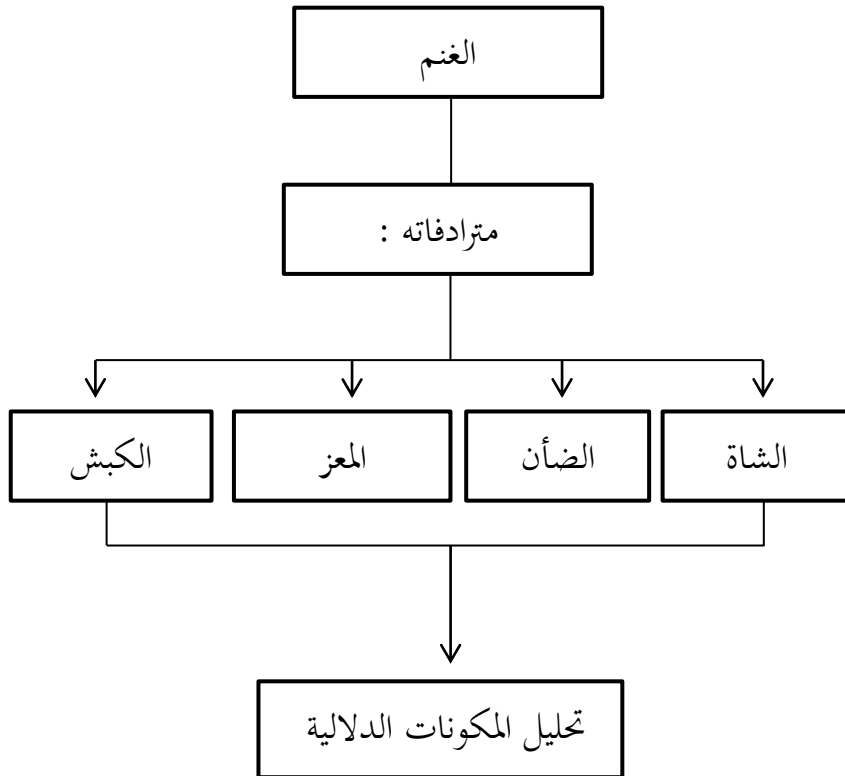 الغنم
مترادفاته :
الشاة
الضأن
المعز
الكبش
تحليل المكونات الدلالية